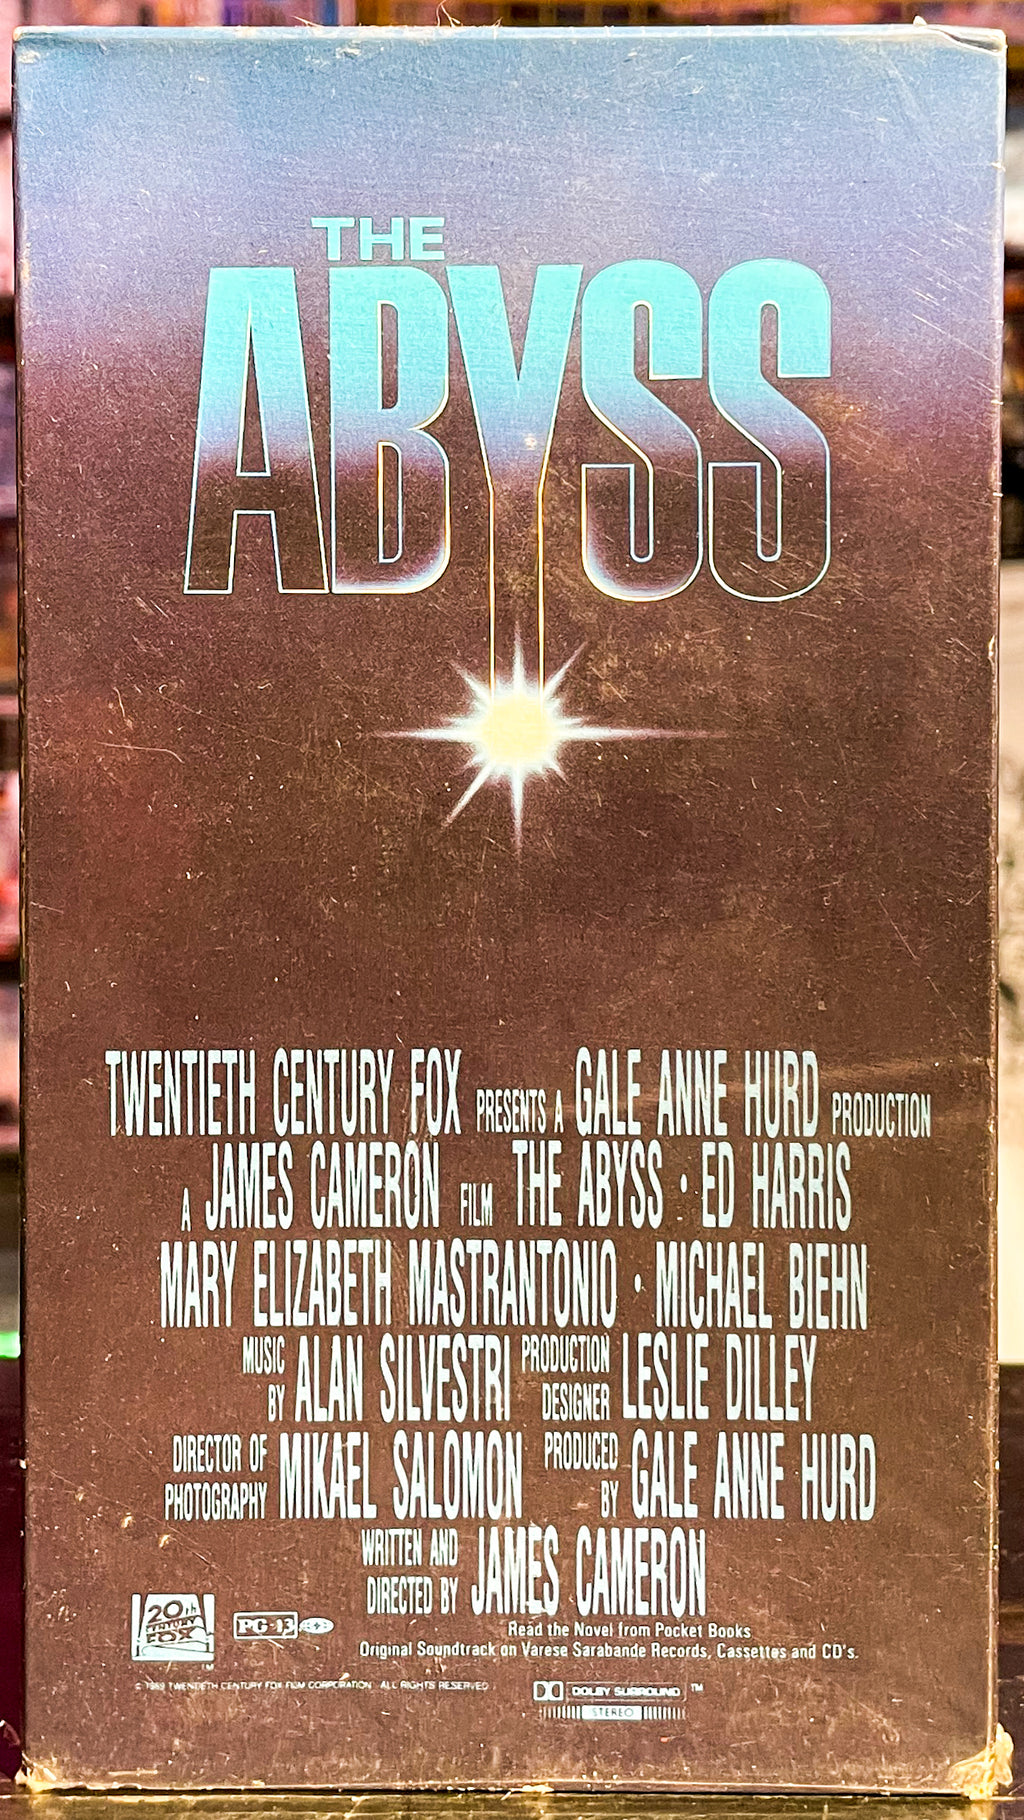 THE
ABYSS
TWENTIETH CENTURY FOX PRESENTS A GALE ANNE HURD PRODUCTION
A JAMES CAMERON FILM THE ABYSS • ED HARRIS
MARY ELIZABETH MASTRANTONIO • MICHAEL BIEHN
MUSIC BY ALAN SILVESTRI PRODUCTION DESIGNER LESLIE DILLEY
DIRECTOR OF PHOTOGRAPHY MIKAEL SALOMON PRODUCED BY GALE ANNE HURD
WRITTEN AND DIRECTED BY JAMES CAMERON
Read the Novel from Pocket Books
Original Soundtrack on Varese Sarabande Records, Cassettes and CD's.
20th CENTURY FOX TM
PG-13
© 1989 TWENTIETH CENTURY FOX FILM CORPORATION ALL RIGHTS RESERVED
DOLBY SURROUND TM
STEREO